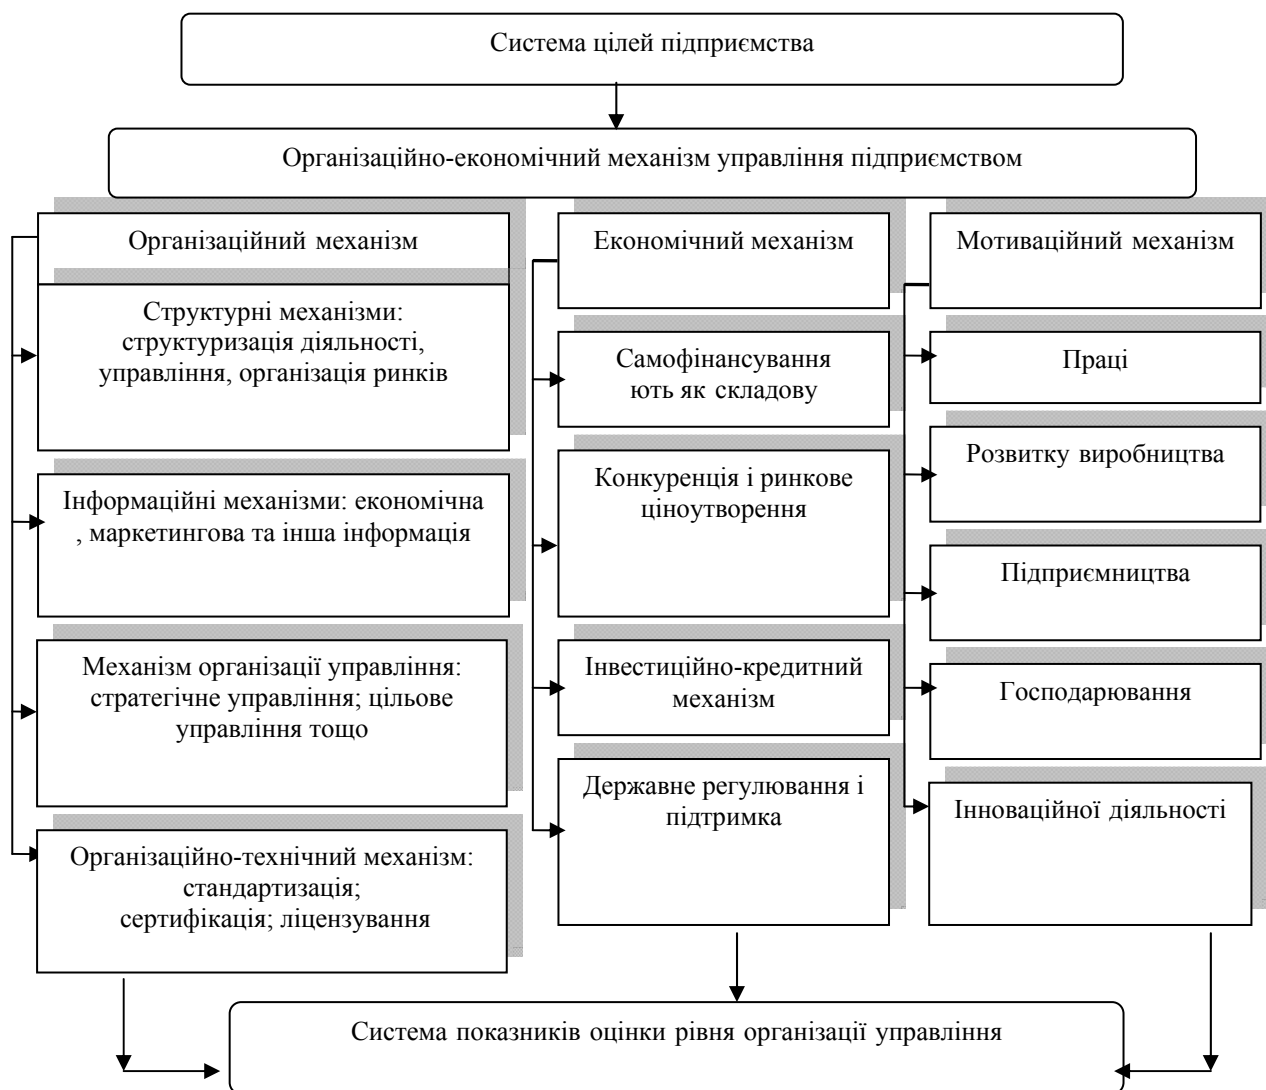 Система цілей підприємства
Організаційно-економічний механізм управління підприємством
Організаційний механізм
Структурні механізми:
структуризація діяльності,
управління, організація ринків
Інформаційні механізми: економічна
, маркетингова та інша інформація
Механізм організації управління:
стратегічне управління; цільове
управління тощо
Організаційно-технічний механізм:
стандартизація;
сертифікація; ліцензування
Економічний механізм
Самофінансування
ють як складову
Конкуренція і ринкове
ціноутворення
Інвестиційно-кредитний
механізм
Державне регулювання і
підтримка
Мотиваційний механізм
Праці
Розвитку виробництва
Підприємництва
Господарювання
Інноваційної діяльності
Система показників оцінки рівня організації управління